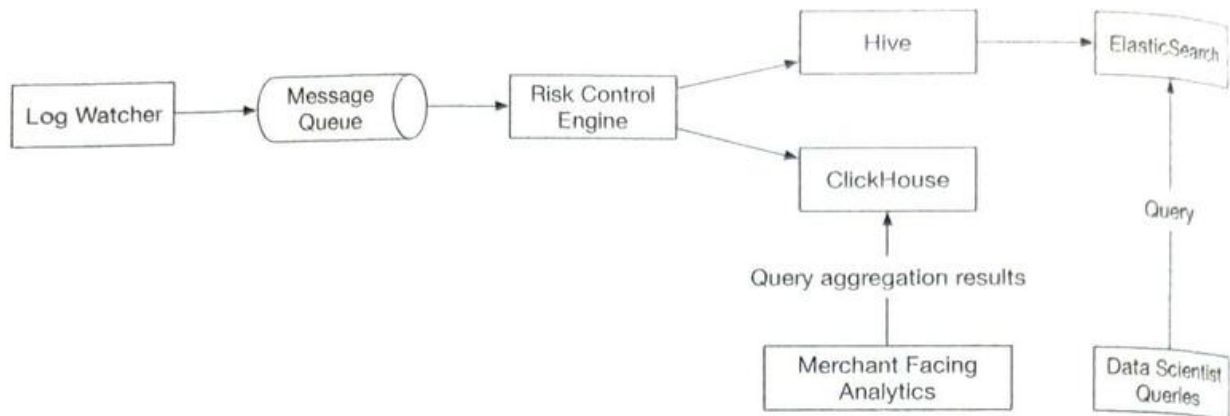 Hive
ElasticSearch
Log Watcher
Message
Queue
Risk Control
Engine
ClickHouse
Query
Query aggregation results
Merchant Facing
Analytics
Data Scientist
Queries